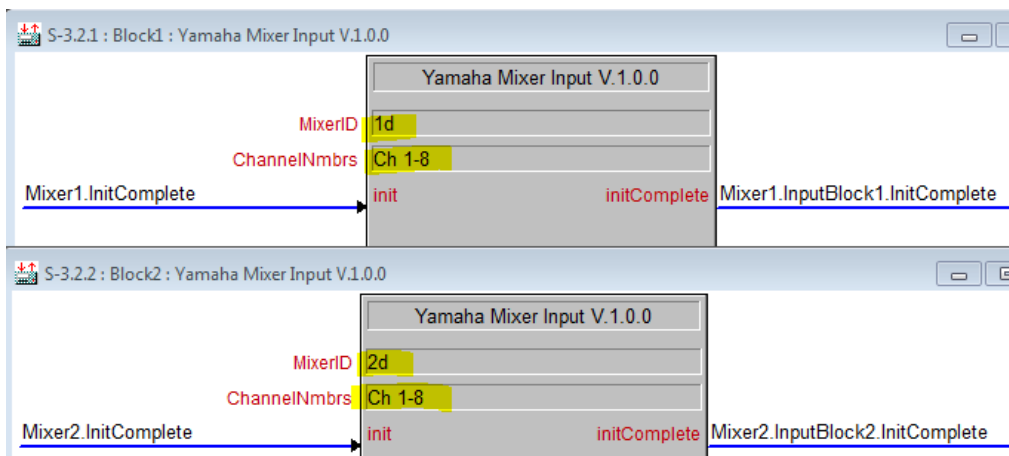 S-3.2.1 : Block1 : Yamaha Mixer Input V.1.0.0
Yamaha Mixer Input V.1.0.0
MixerID 1d
ChannelNmbrs Ch 1-8
Mixer1.InitComplete init initComplete Mixer1.InputBlock1.InitComplete
S-3.2.2 : Block2 : Yamaha Mixer Input V.1.0.0
Yamaha Mixer Input V.1.0.0
MixerID 2d
ChannelNmbrs Ch 1-8
Mixer2.InitComplete init initComplete Mixer2.InputBlock2.InitComplete